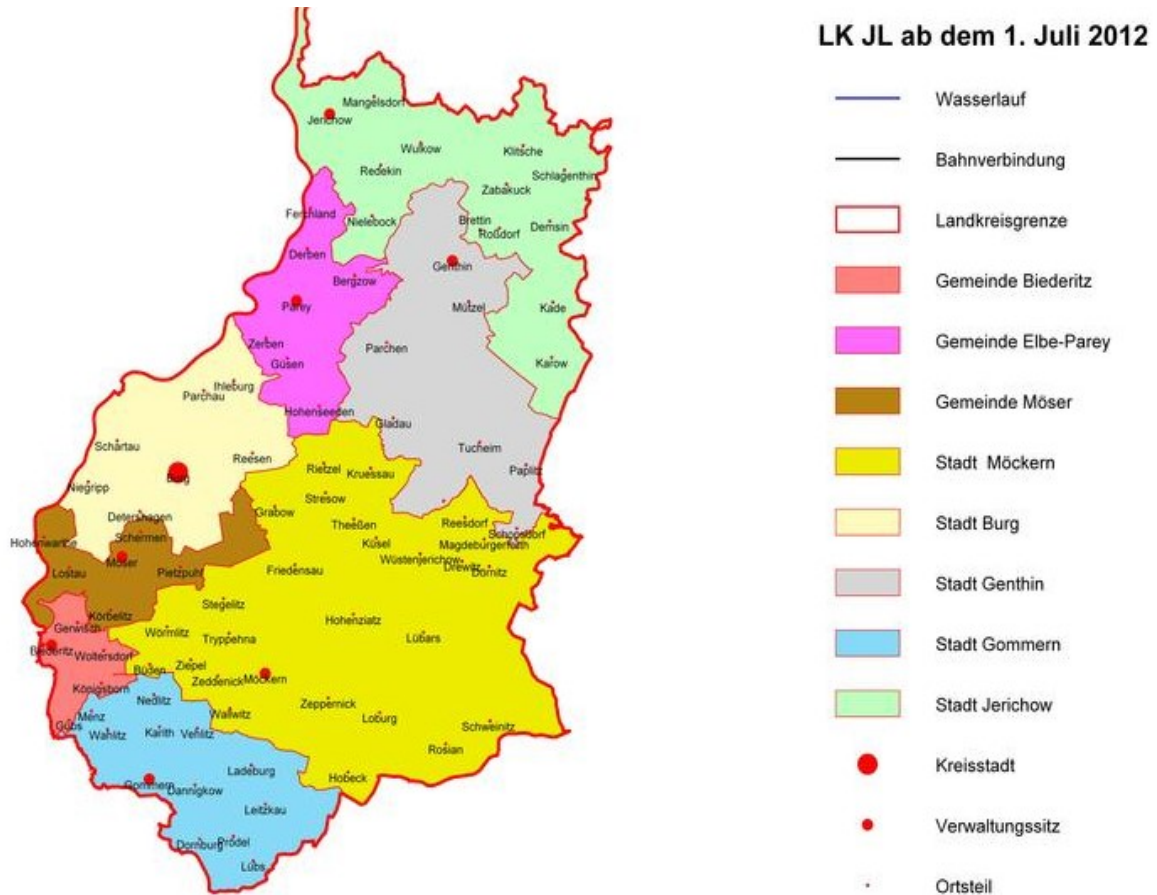 LK JL ab dem 1. Juli 2012
Wasserlauf
Bahnverbindung
Landkreisgrenze
Gemeinde Biederitz
Gemeinde Elbe-Parey
Gemeinde Möser
Stadt Möckern
Stadt Burg
Stadt Genthin
Stadt Gommern
Stadt Jerichow
Kreisstadt
Verwaltungssitz
Ortsteil
Mangelsdorf
Jerichow
Wulkow
Klitsche
Redekin
Schlagenthin
Zabakuck
Ferchland
Nielebock
Brettin
Roßdorf
Demsin
Derben
Genthin
Bergzow
Parey
Mützel
Kade
Zerben
Parchen
Güsen
Karow
Ihleburg
Parchau
Hohenseeden
Gladau
Schartau
Tucheim
Reesen
Rietzel
Kruessau
Paplitz
Burg
Niegripp
Stresow
Grabow
Detershagen
Theeßen
Reesdorf
Schermen
Schopsdorf
Hohenwarthe
Küsel
Magdeburgerforth
Möser
Wüstenjerichow
Drewitz
Lostau
Pietzpuhl
Friedensau
Dörnitz
Stegelitz
Körbelitz
Hohenziatz
Gerwisch
Wörmlitz
Tryppehna
Lübars
Biederitz
Woltersdorf
Büden
Ziepel
Zeddenick
Möckern
Königsborn
Nedlitz
Zeppernick
Menz
Wallwitz
Loburg
Gübs
Wahlitz
Karith
Vehlitz
Schweinitz
Rosian
Ladeburg
Hobeck
Gommern
Dannigkow
Leitzkau
Dornburg
Prödel
Lübs